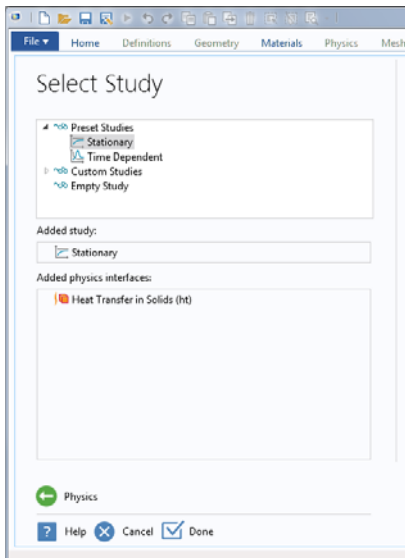 File Home Definitions Geometry Materials Physics Mesh
Select Study
Preset Studies
Stationary
Time Dependent
Custom Studies
Empty Study
Added study:
Stationary
Added physics interfaces:
Heat Transfer in Solids (ht)
Physics
? Help Cancel Done